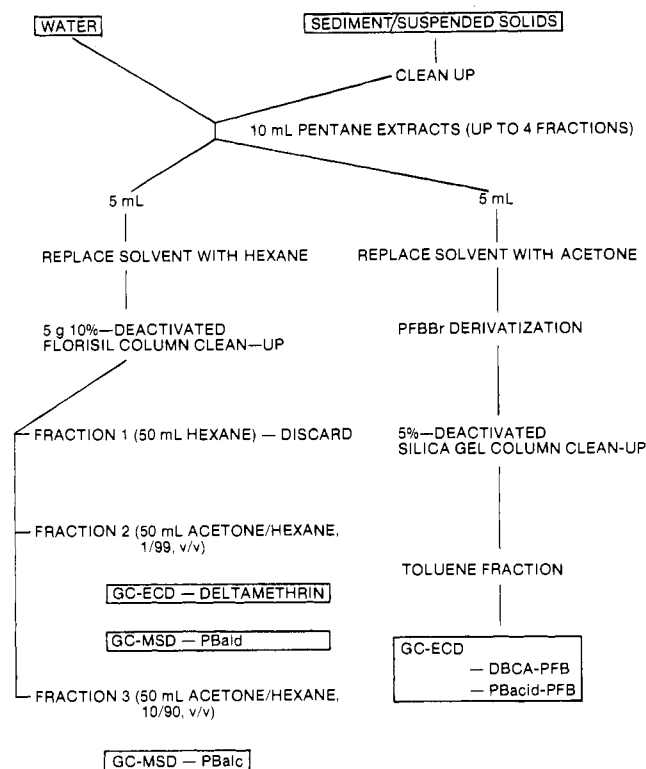 WATER
SEDIMENT/SUSPENDED SOLIDS
CLEAN UP
10 mL PENTANE EXTRACTS (UP TO 4 FRACTIONS)
5 mL
5 mL
REPLACE SOLVENT WITH HEXANE
REPLACE SOLVENT WITH ACETONE
5 g 10%—DEACTIVATED
FLORISIL COLUMN CLEAN—UP
PFBBr DERIVATIZATION
FRACTION 1 (50 mL HEXANE) — DISCARD
5%—DEACTIVATED
SILICA GEL COLUMN CLEAN-UP
FRACTION 2 (50 mL ACETONE/HEXANE,
1/99, v/v)
TOLUENE FRACTION
GC-ECD — DELTAMETHRIN
GC-MSD — PBald
GC-ECD
— DBCA-PFB
— PBacid-PFB
FRACTION 3 (50 mL ACETONE/HEXANE,
10/90, v/v)
GC-MSD — PBalc